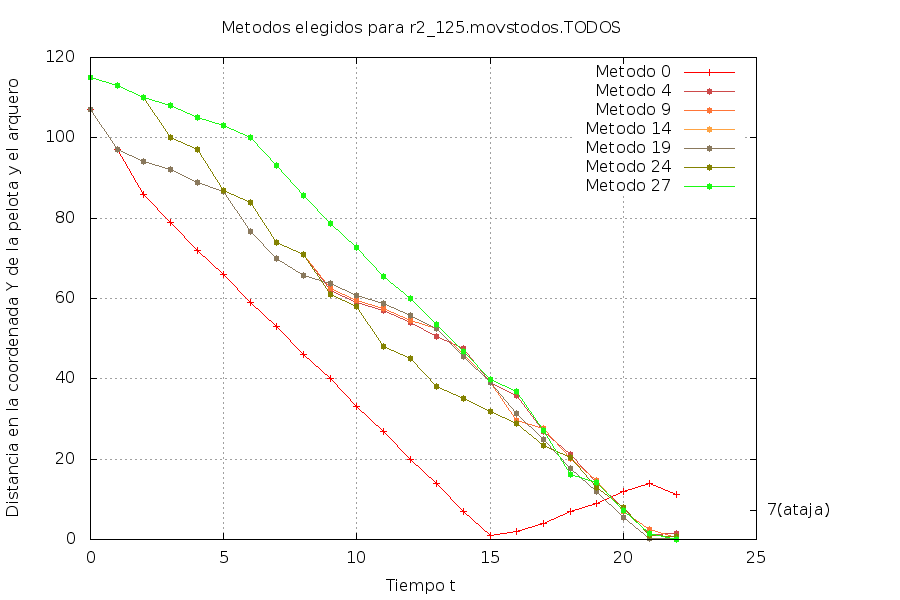 Metodos elegidos para r2_125.movstodos.TODOS
Distancia en la coordenada Y de la pelota y el arquero
120
100
80
60
40
20
0
Metodo 0
Metodo 4
Metodo 9
Metodo 14
Metodo 19
Metodo 24
Metodo 27
7(ataja)
0 5 10 15 20 25
Tiempo t